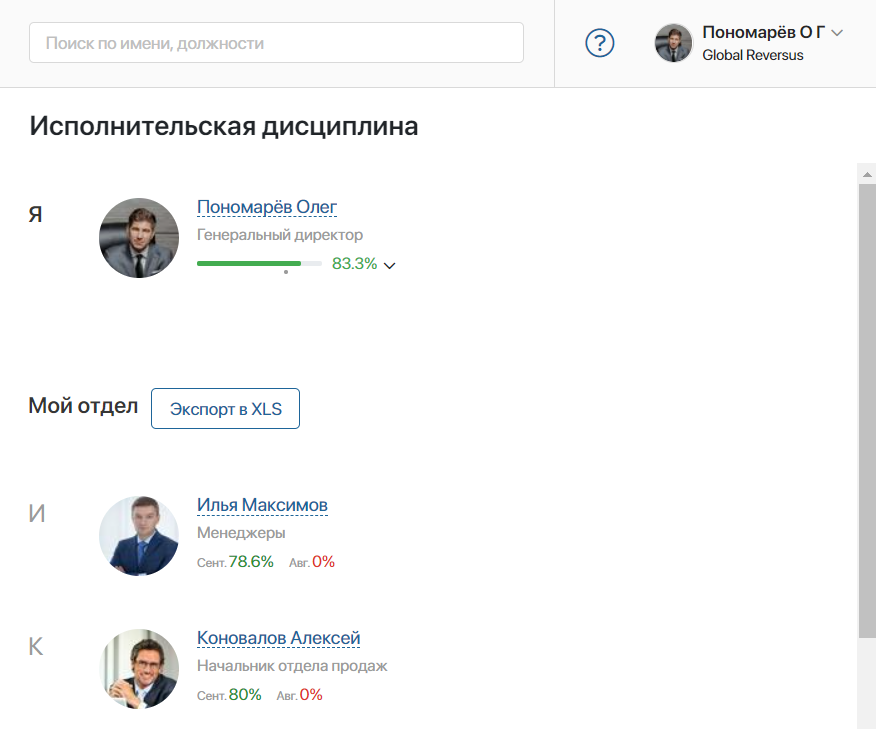 Поиск по имени, должности
?
Пономарёв О Г
Global Reversus
Исполнительская дисциплина
Я
Пономарёв Олег
Генеральный директор
83.3%
Мой отдел
Экспорт в XLS
И
Илья Максимов
Менеджеры
Сент. 78.6% Авг. 0%
К
Коновалов Алексей
Начальник отдела продаж
Сент. 80% Авг. 0%